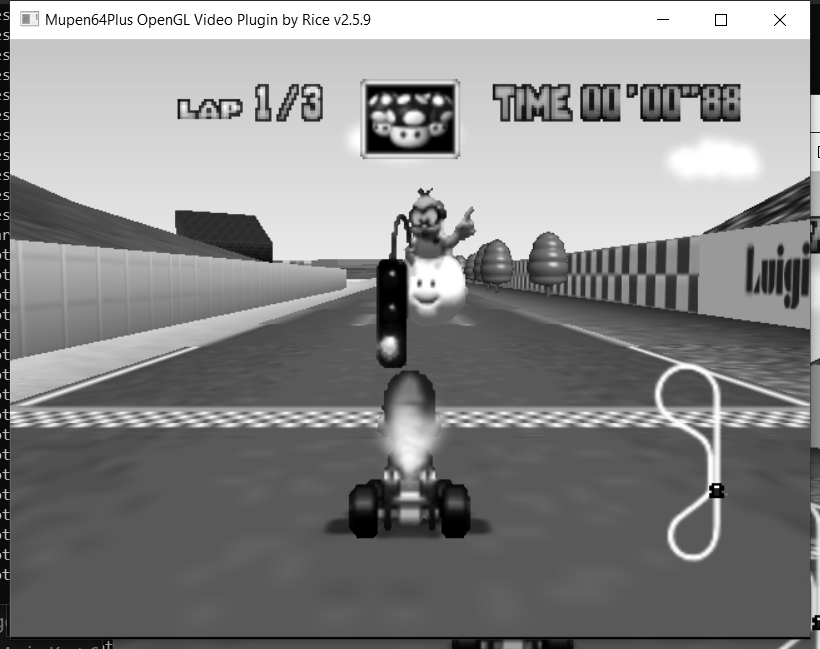 Mupen64Plus OpenGL Video Plugin by Rice v2.5.9
LAP 1/3
TIME 00'00"88
Luigi